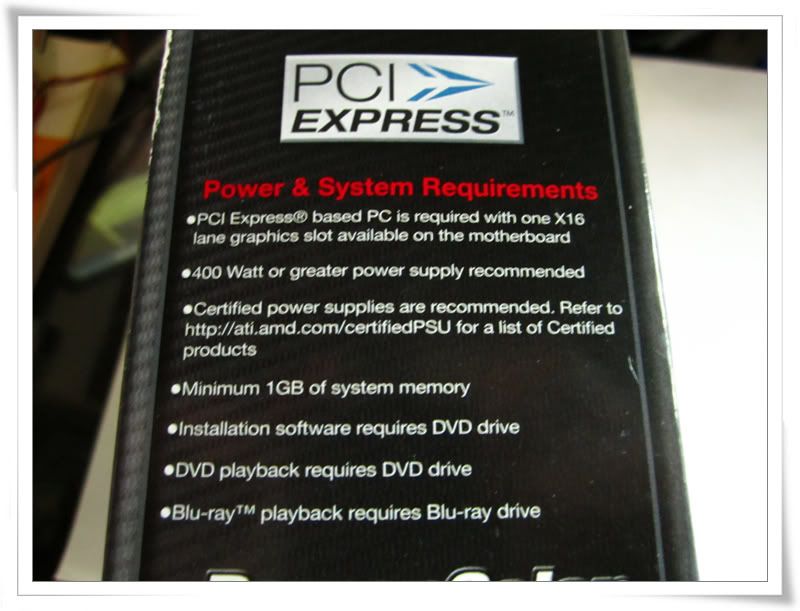 PCI
EXPRESS™
Power & System Requirements
●PCI Express® based PC is required with one X16
lane graphics slot available on the motherboard
●400 Watt or greater power supply recommended
●Certified power supplies are recommended. Refer to
http://ati.amd.com/certifiedPSU for a list of Certified
products
●Minimum 1GB of system memory
●Installation software requires DVD drive
●DVD playback requires DVD drive
●Blu-ray™ playback requires Blu-ray drive